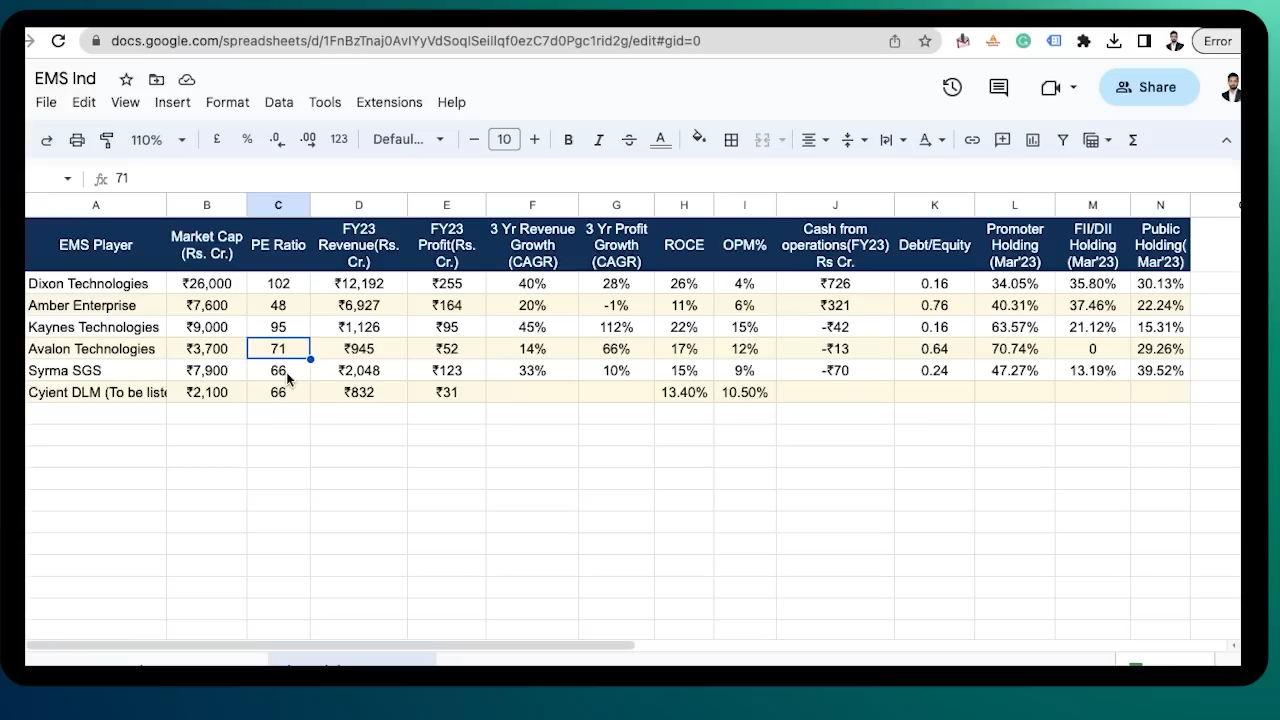 docs.google.com/spreadsheets/d/1FnBzTnaj0AvIYyVdSoqlSeillqf0ezC7d0Pgc1rid2g/edit#gid=0
Error
EMS Ind
File Edit View Insert Format Data Tools Extensions Help
Share
110% £ % .0 .00 123 Defaul... − 10 + B I S A Σ
fx 71
A B C D E F G H I J K L M N
EMS Player
Market Cap
(Rs. Cr.)
PE Ratio
FY23
Revenue(Rs.
Cr.)
FY23
Profit(Rs.
Cr.)
3 Yr Revenue
Growth
(CAGR)
3 Yr Profit
Growth
(CAGR)
ROCE
OPM%
Cash from
operations(FY23)
Rs Cr.
Debt/Equity
Promoter
Holding
(Mar'23)
FII/DII
Holding
(Mar'23)
Public
Holding(
Mar'23)
Dixon Technologies ₹26,000 102 ₹12,192 ₹255 40% 28% 26% 4% ₹726 0.16 34.05% 35.80% 30.13%
Amber Enterprise ₹7,600 48 ₹6,927 ₹164 20% -1% 11% 6% ₹321 0.76 40.31% 37.46% 22.24%
Kaynes Technologies ₹9,000 95 ₹1,126 ₹95 45% 112% 22% 15% -₹42 0.16 63.57% 21.12% 15.31%
Avalon Technologies ₹3,700 71 ₹945 ₹52 14% 66% 17% 12% -₹13 0.64 70.74% 0 29.26%
Syrma SGS ₹7,900 66 ₹2,048 ₹123 33% 10% 15% 9% -₹70 0.24 47.27% 13.19% 39.52%
Cyient DLM (To be liste ₹2,100 66 ₹832 ₹31 13.40% 10.50%